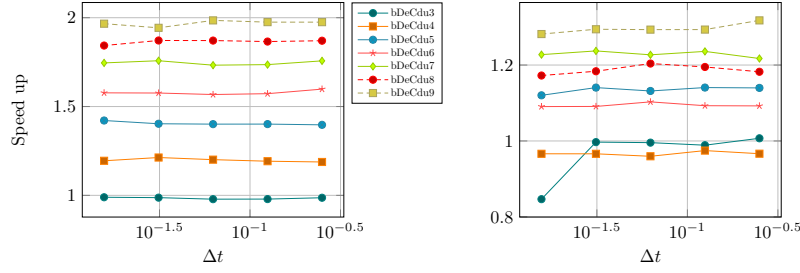 Speed up
2
1.5
1
10^{-1.5}
10^{-1}
10^{-0.5}
Δt
bDeCdu3
bDeCdu4
bDeCdu5
bDeCdu6
bDeCdu7
bDeCdu8
bDeCdu9
1.2
1
0.8
10^{-1.5}
10^{-1}
10^{-0.5}
Δt